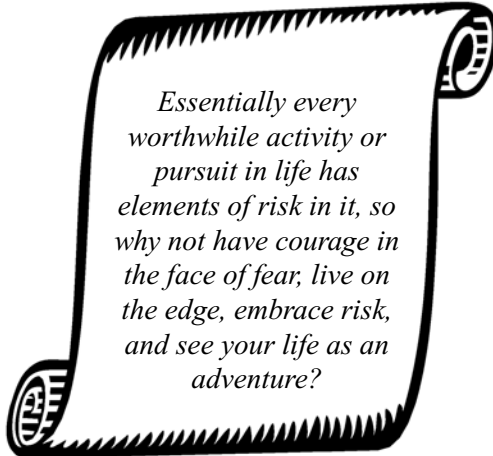 Essentially every
worthwhile activity or
pursuit in life has
elements of risk in it, so
why not have courage in
the face of fear, live on
the edge, embrace risk,
and see your life as an
adventure?